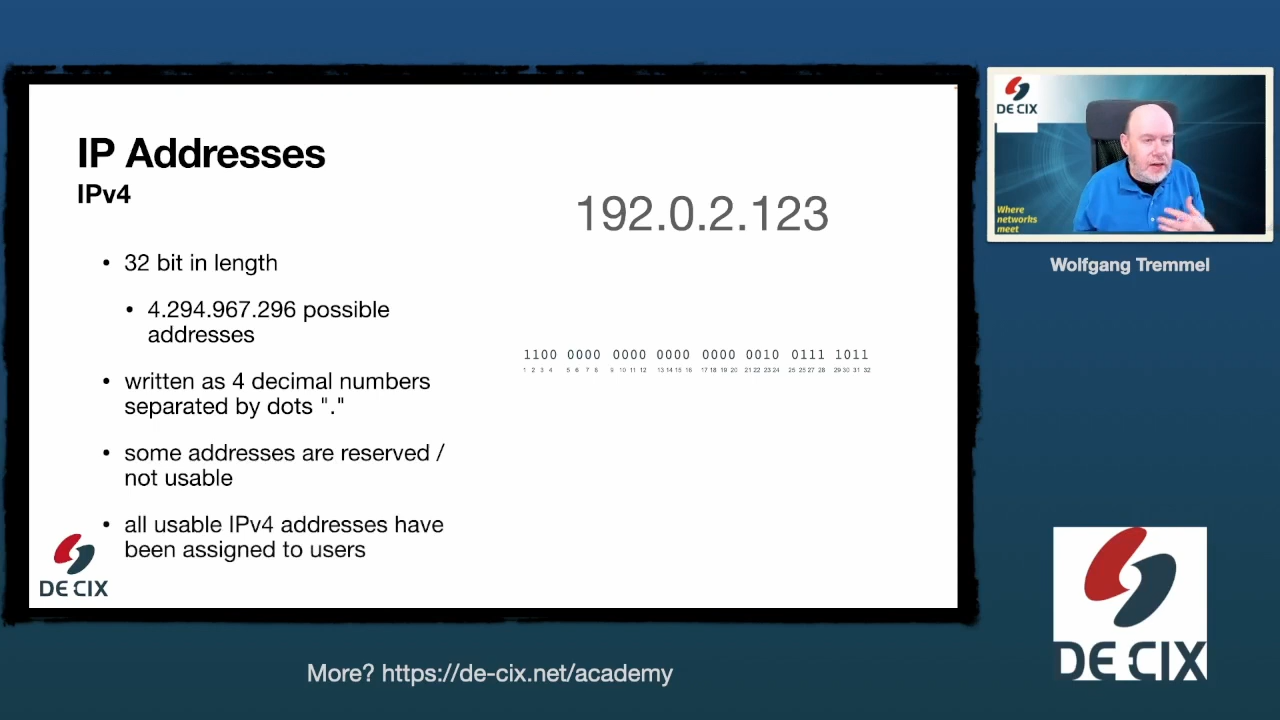 IP Addresses
IPv4
192.0.2.123
• 32 bit in length
• 4.294.967.296 possible
addresses
1100 0000 0000 0000 0000 0010 0111 1011
1 2 3 4 5 6 7 8 9 10 11 12 13 14 15 16 17 18 19 20 21 22 23 24 25 25 27 28 29 30 31 32
• written as 4 decimal numbers
separated by dots "."
• some addresses are reserved /
not usable
• all usable IPv4 addresses have
been assigned to users
DE CIX
DE CIX
Where
networks
meet
Wolfgang Tremmel
DE CIX
More? https://de-cix.net/academy